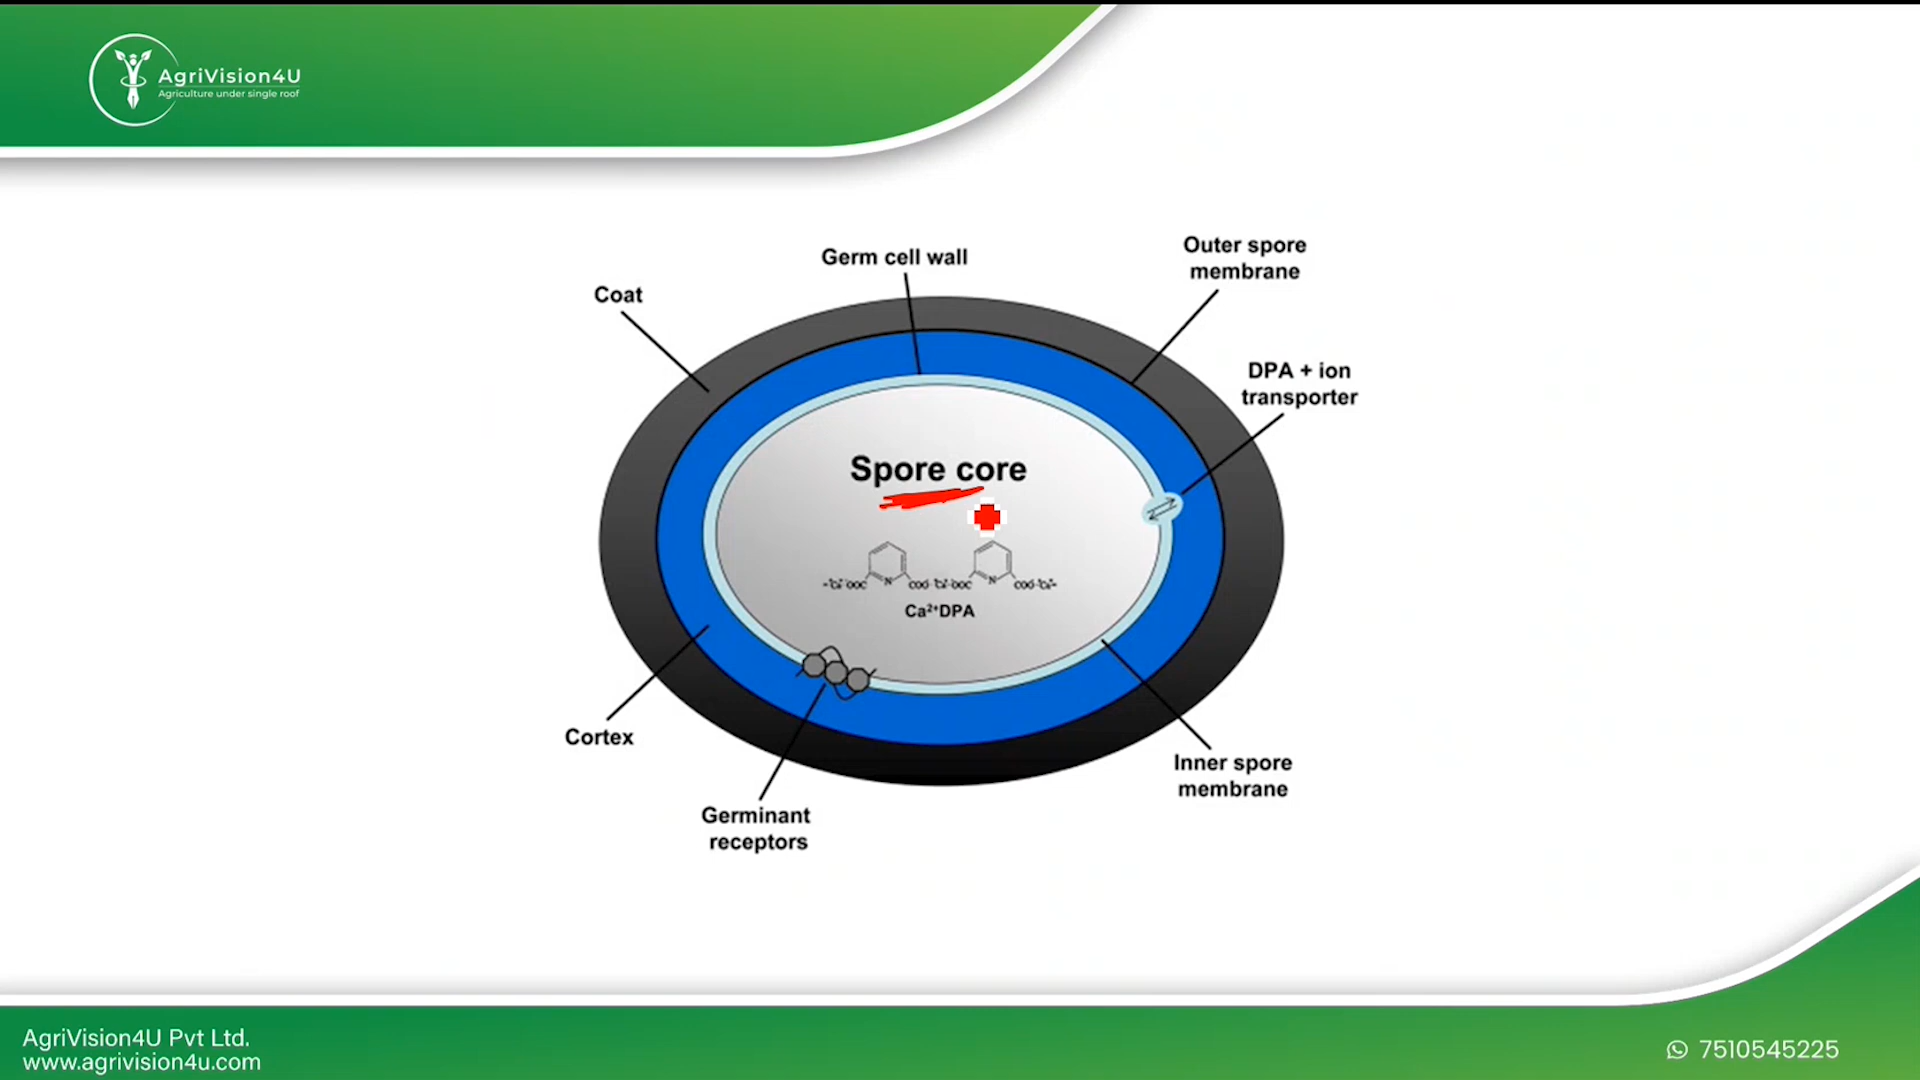 AgriVision4U
Agriculture under single roof
Germ cell wall
Outer spore
membrane
Coat
DPA + ion
transporter
Spore core
N
N
Ca²⁺DPA
Cortex
Inner spore
membrane
Germinant
receptors
AgriVision4U Pvt Ltd.
www.agrivision4u.com
7510545225